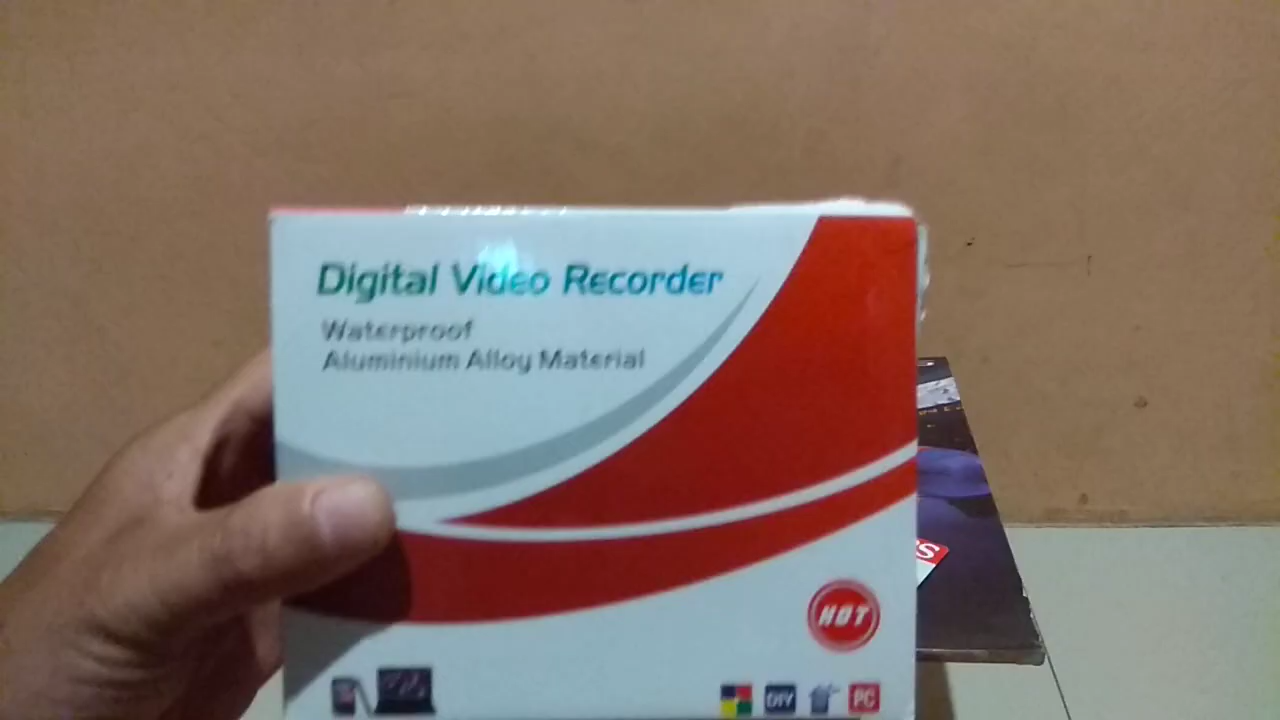 Digital Video Recorder
Waterproof
Aluminium Alloy Material
HOT
DIY
PC